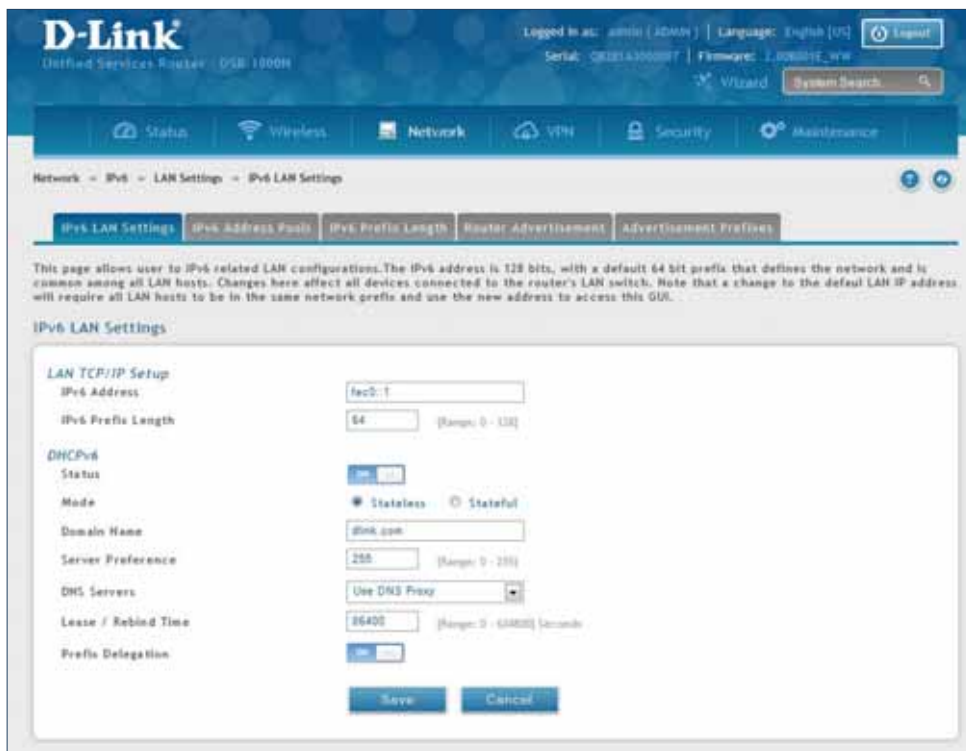 D-Link
Unified Services Router - DSR-1000N
Logged in as: admin ( ADMIN ) | Language: English [US]
Logout
Serial: | Firmware:
Wizard
System Search
Status
Wireless
Network
VPN
Security
Maintenance
Network » IPv6 » LAN Settings » IPv6 LAN Settings
IPv6 LAN Settings
IPv6 Address Pools
IPv6 Prefix Length
Router Advertisement
Advertisement Prefixes
This page allows user to IPv6 related LAN configurations.The IPv6 address is 128 bits, with a default 64 bit prefix that defines the network and is
common among all LAN hosts. Changes here affect all devices connected to the router's LAN switch. Note that a change to the defaul LAN IP address
will require all LAN hosts to be in the same network prefix and use the new address to access this GUI.
IPv6 LAN Settings
LAN TCP/IP Setup
IPv6 Address fec0::1
IPv6 Prefix Length 64 [Range: 0 - 128]
DHCPv6
Status ON
Mode Stateless Stateful
Domain Name dlink.com
Server Preference 255 [Range: 0 - 255]
DNS Servers Use DNS Proxy
Lease / Rebind Time 86400 [Range: 0 - 604800] Seconds
Prefix Delegation ON
Save Cancel